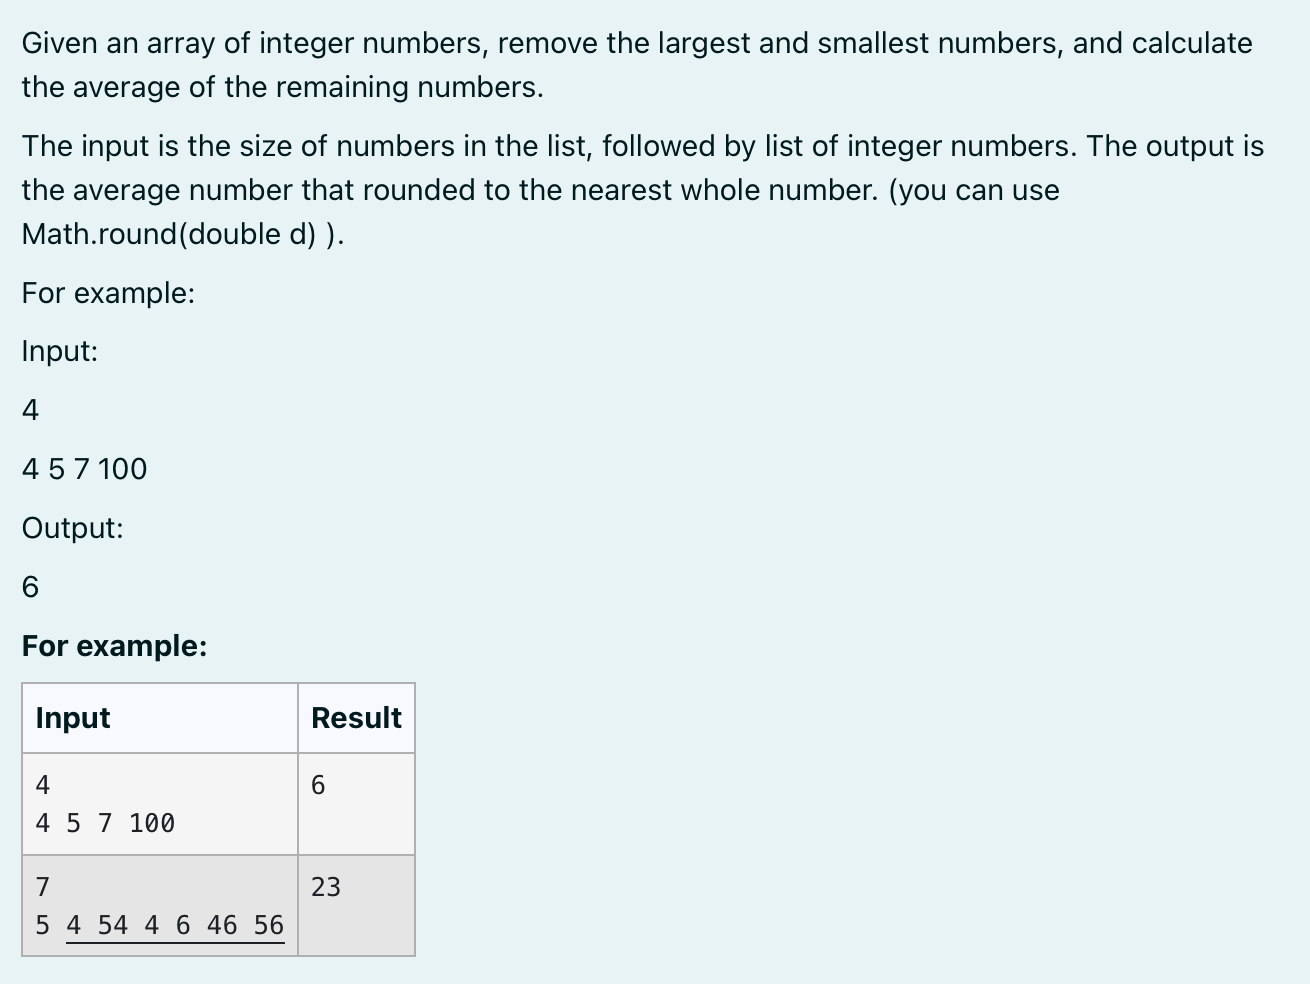 Given an array of integer numbers, remove the largest and smallest numbers, and calculate
the average of the remaining numbers.
The input is the size of numbers in the list, followed by list of integer numbers. The output is
the average number that rounded to the nearest whole number. (you can use
Math.round(double d) ).
For example:
Input:
4
4 5 7 100
Output:
6
For example:
Input Result
4 6
4 5 7 100
7 23
5 4 54 4 6 46 56